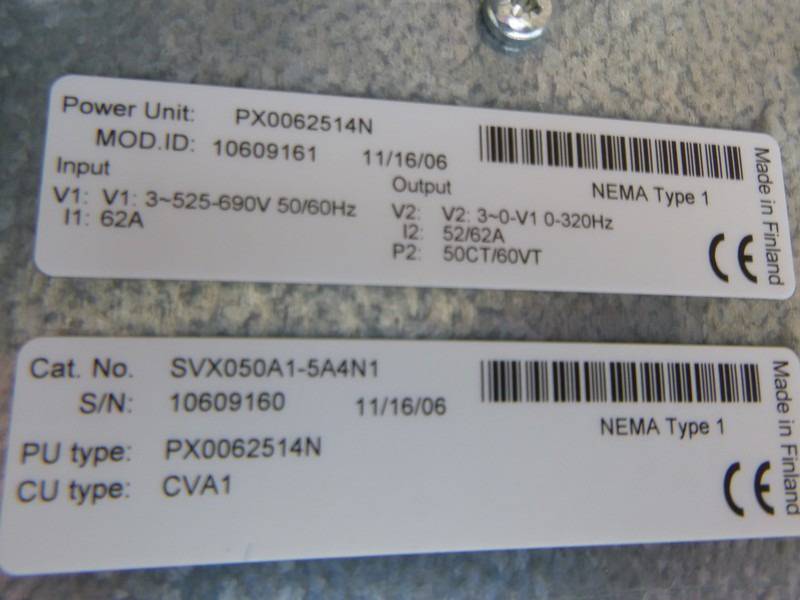 Power Unit: PX0062514N
MOD.ID: 10609161 11/16/06
Input
V1: V1: 3~525-690V 50/60Hz
I1: 62A
Output
V2: V2: 3~0-V1 0-320Hz
I2: 52/62A
P2: 50CT/60VT
NEMA Type 1
CE
Made in Finland
Cat. No. SVX050A1-5A4N1
S/N: 10609160 11/16/06
PU type: PX0062514N
CU type: CVA1
NEMA Type 1
CE
Made in Finland